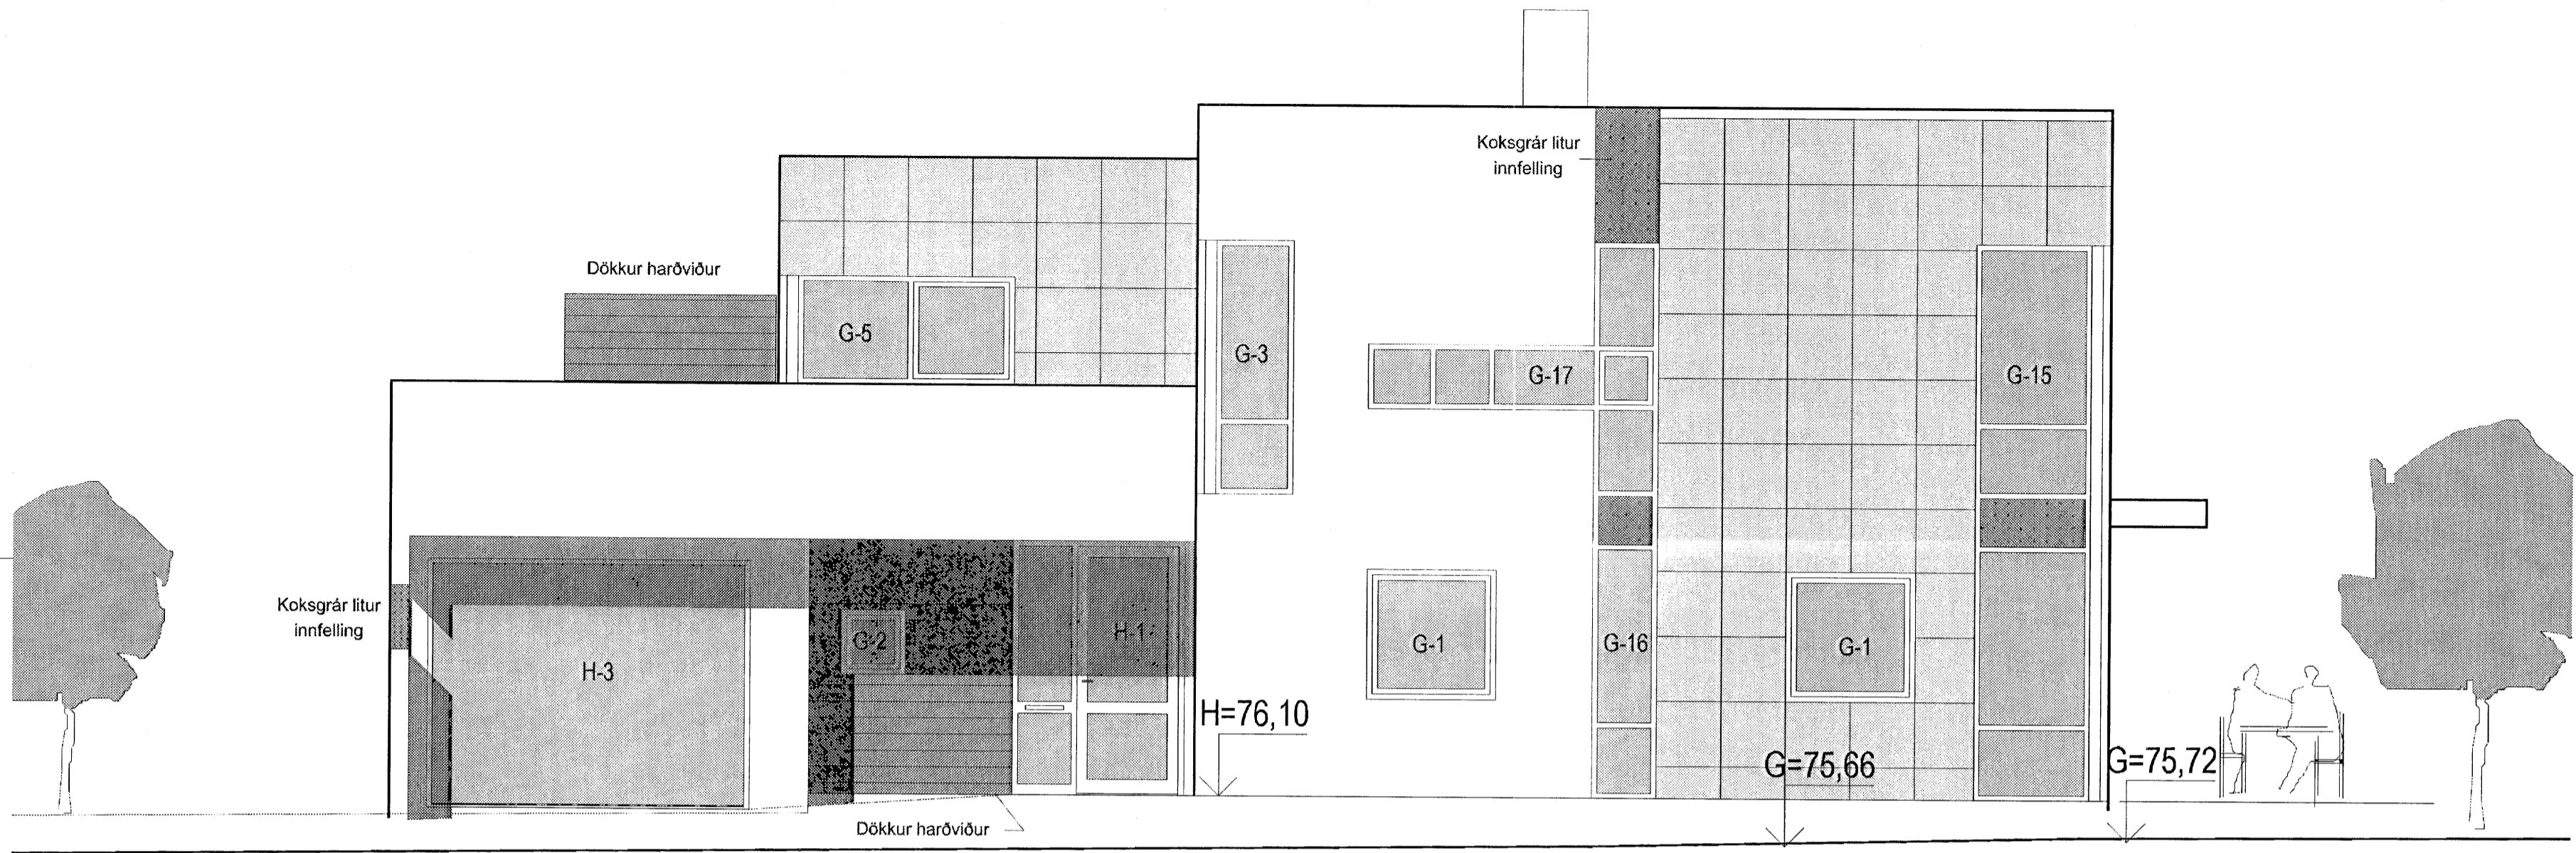 Koksgrár litur
innfelling
Dökkur harðviður
G-5
G-3
G-17
G-15
Koksgrár litur
innfelling
H-3
G-2
H-1
G-1
G-16
G-1
H=76,10
G=75,66
G=75,72
Dökkur harðviður